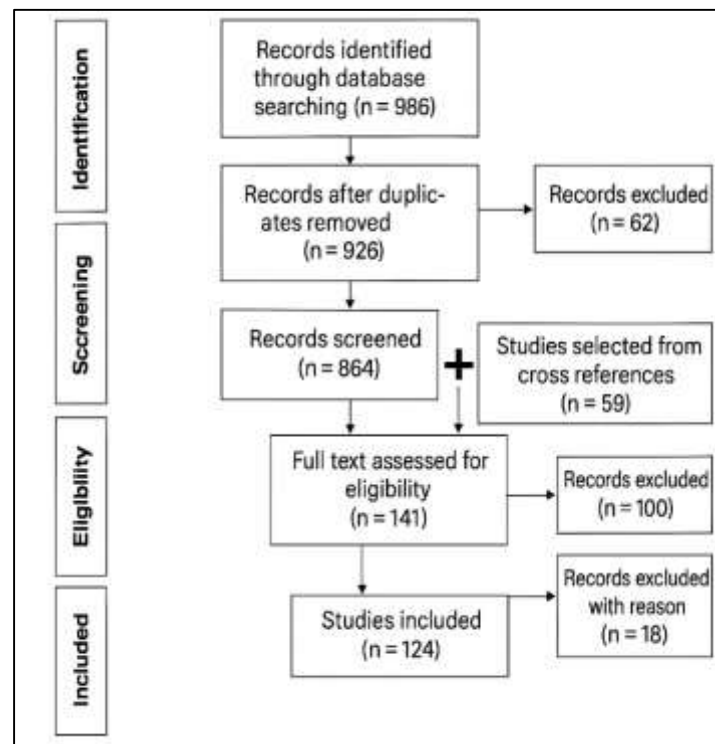 Identification
Records identified
through database
searching (n = 986)
Records after duplic-
ates removed
(n = 926)
Records excluded
(n = 62)
Sccreening
Records screened
(n = 864)
+
Studies selected from
cross references
(n = 59)
Eligiblity
Full text assessed for
eligibility
(n = 141)
Records excluded
(n = 100)
Included
Studies included
(n = 124)
Records excluded
with reason
(n = 18)